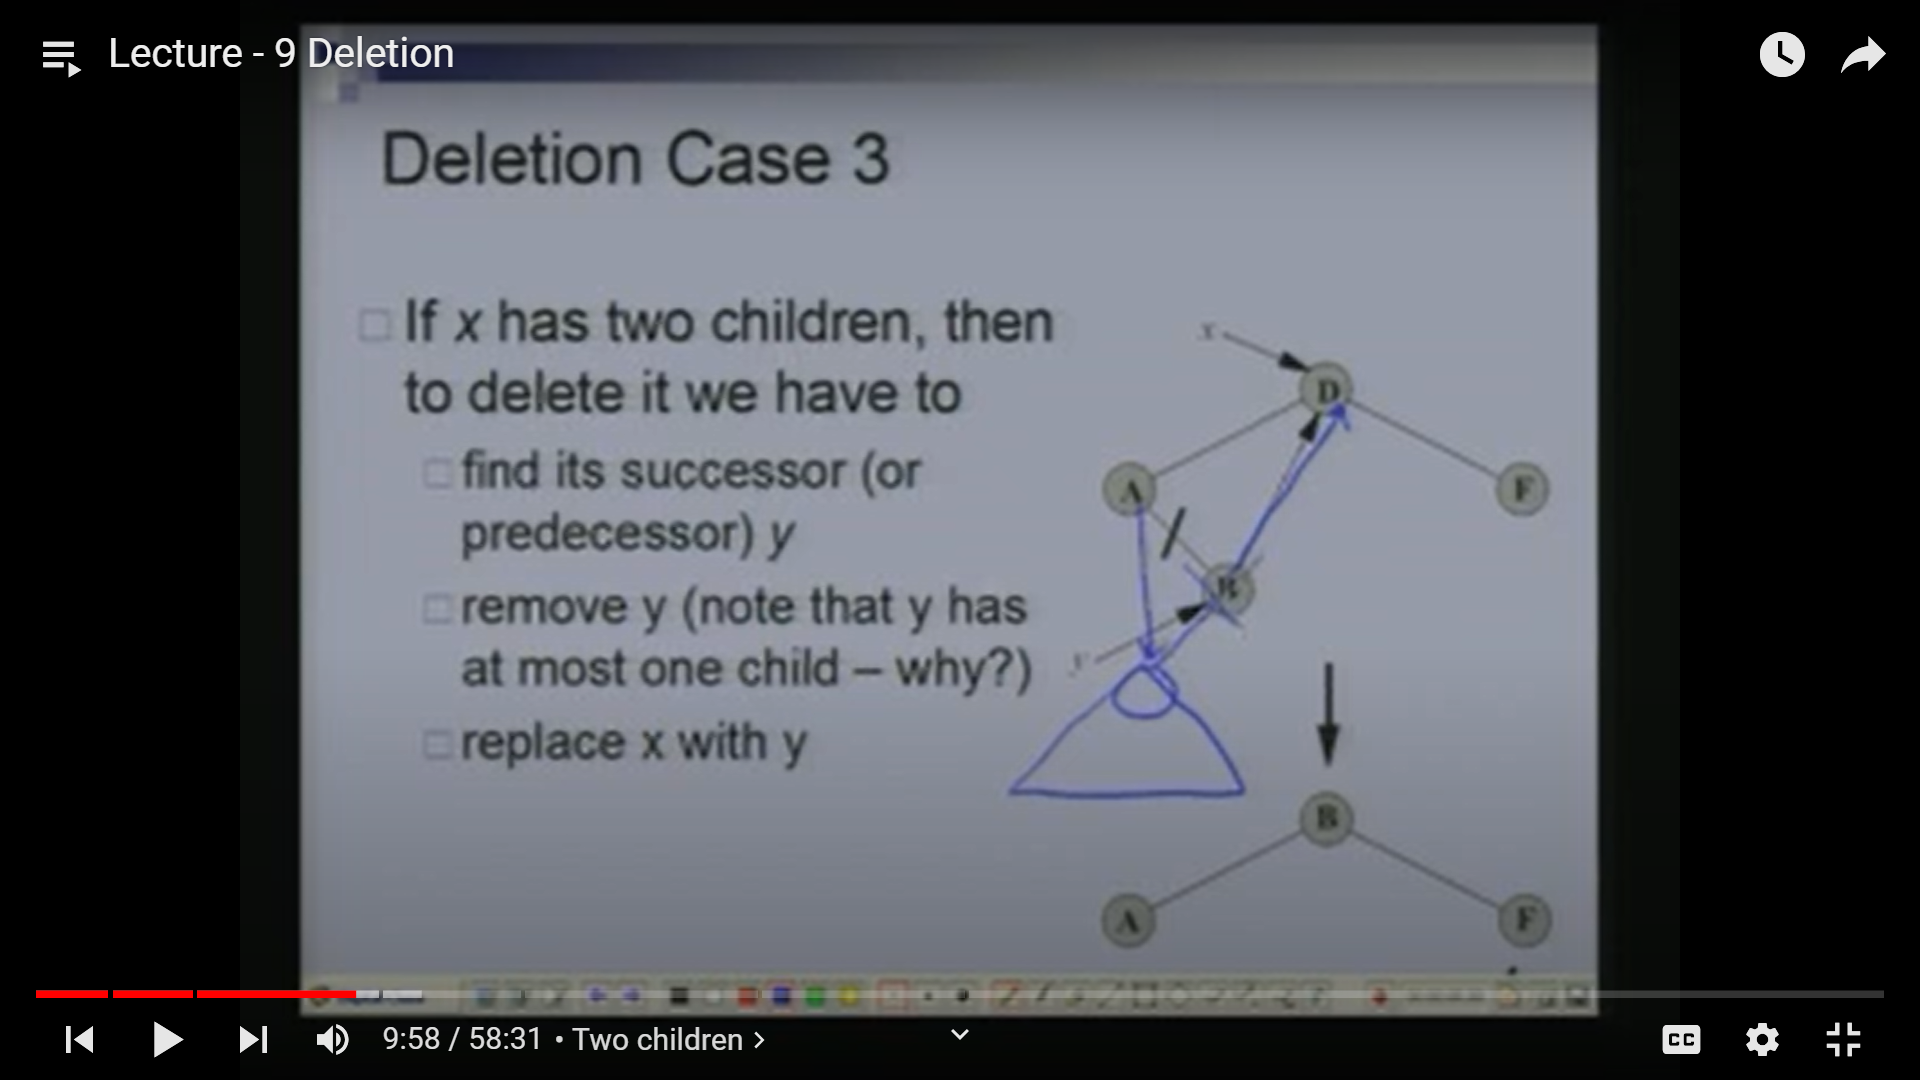 Lecture - 9 Deletion
Deletion Case 3
If x has two children, then
to delete it we have to
find its successor (or
predecessor) y
remove y (note that y has
at most one child – why?)
replace x with y
x
D
A
F
B
y
B
A
F
9:58 / 58:31 • Two children >
CC